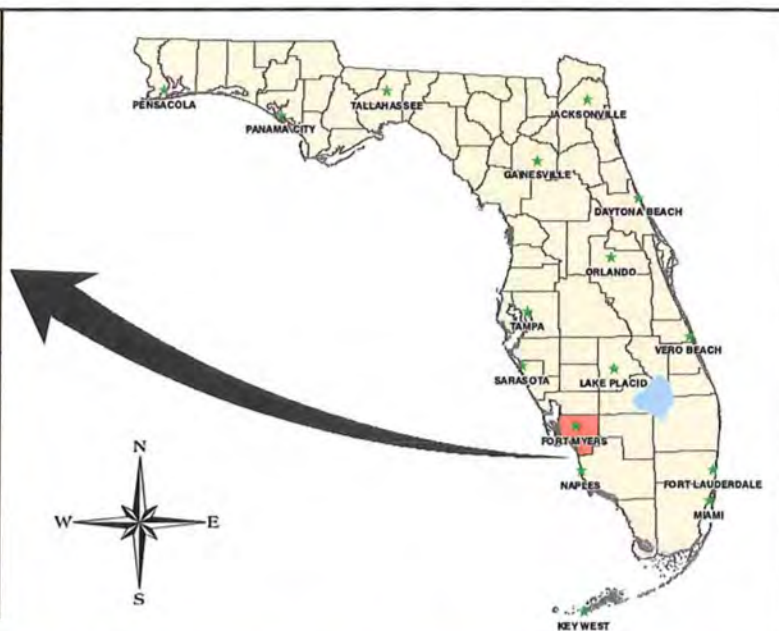 PENSACOLA
TALLAHASSEE
JACKSONVILLE
PANAMA CITY
GAINESVILLE
DAYTONA BEACH
ORLANDO
TAMPA
VERO BEACH
SARASOTA
LAKE PLACID
FORT MYERS
NAPLES
FORT LAUDERDALE
MIAMI
KEY WEST
N
W
E
S